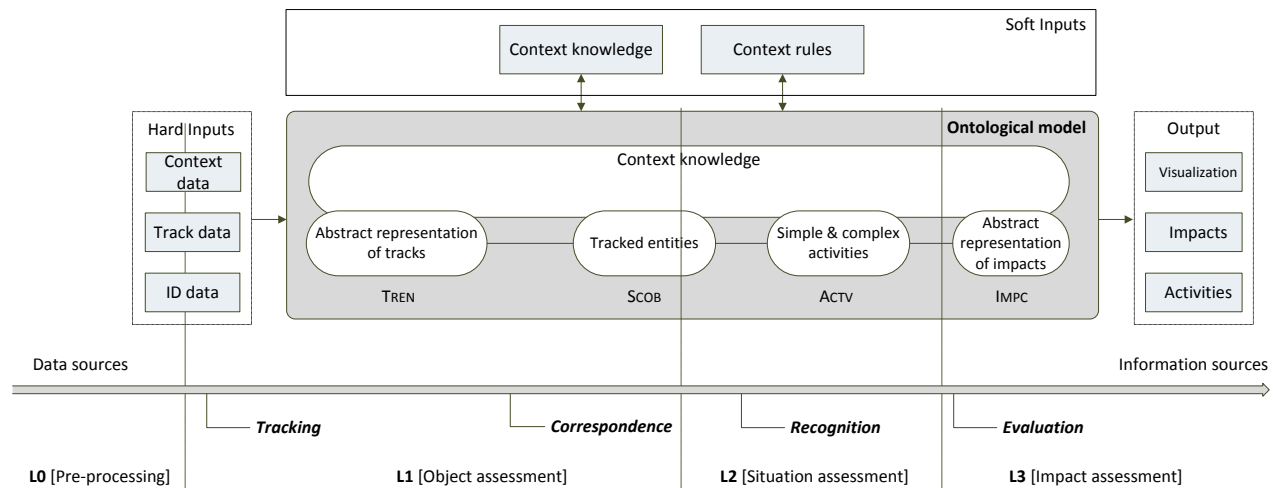 Soft Inputs
Context knowledge
Context rules
Hard Inputs
Context
data
Track data
ID data
Ontological model
Context knowledge
Abstract representation
of tracks
Tracked entities
Simple & complex
activities
Abstract
representation
of impacts
TREN
SCOB
ACTV
IMPC
Output
Visualization
Impacts
Activities
Data sources
Information sources
Tracking
Correspondence
Recognition
Evaluation
L0 [Pre-processing]
L1 [Object assessment]
L2 [Situation assessment]
L3 [Impact assessment]